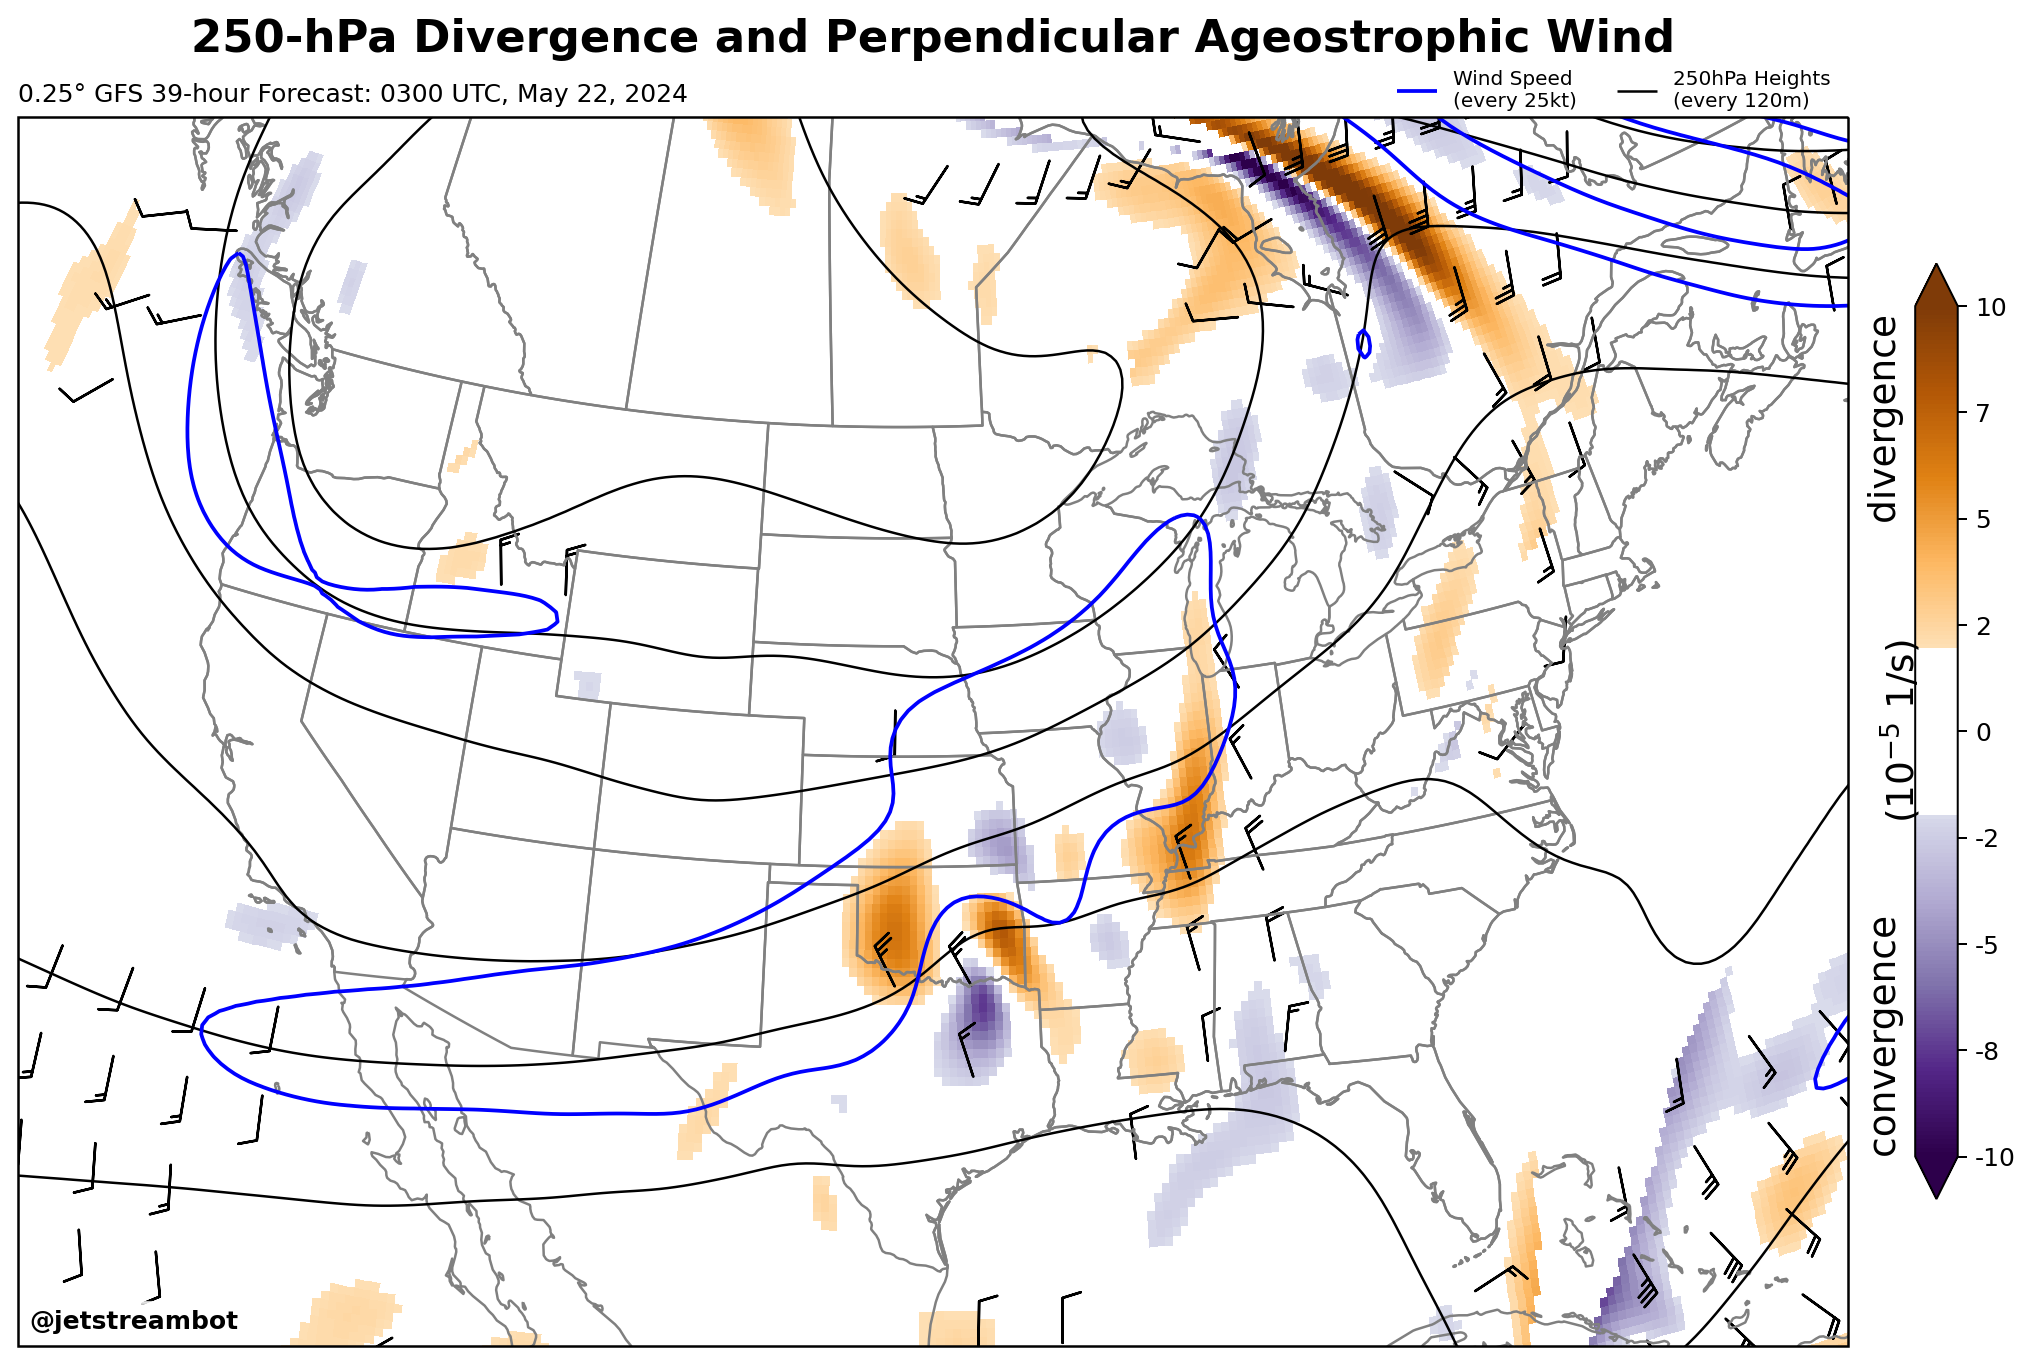 250-hPa Divergence and Perpendicular Ageostrophic Wind
0.25° GFS 39-hour Forecast: 0300 UTC, May 22, 2024
Wind Speed
(every 25kt)
250hPa Heights
(every 120m)
10
7
5
2
0
-2
-5
-8
-10
convergence
(10⁻⁵ 1/s)
divergence
@jetstreambot